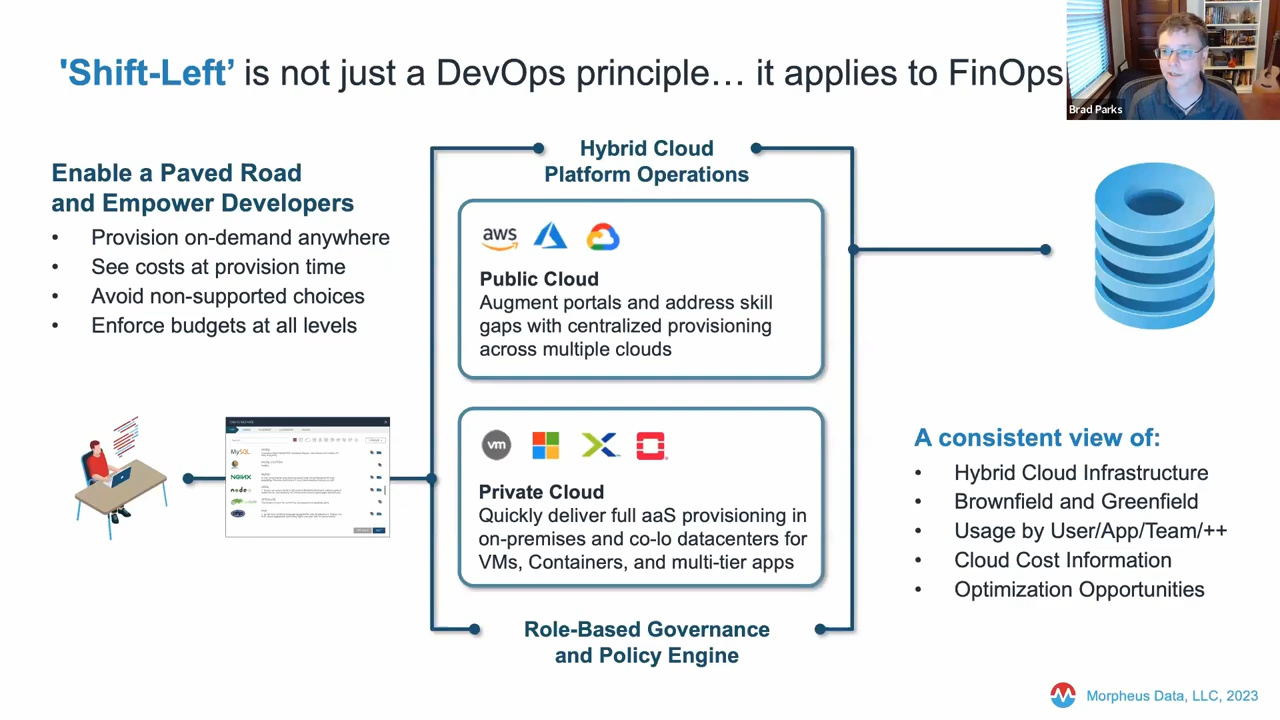 'Shift-Left’ is not just a DevOps principle… it applies to FinOps
Brad Parks
Enable a Paved Road
and Empower Developers
• Provision on-demand anywhere
• See costs at provision time
• Avoid non-supported choices
• Enforce budgets at all levels
Hybrid Cloud
Platform Operations
aws
Public Cloud
Augment portals and address skill
gaps with centralized provisioning
across multiple clouds
vm
Private Cloud
Quickly deliver full aaS provisioning in
on-premises and co-lo datacenters for
VMs, Containers, and multi-tier apps
Role-Based Governance
and Policy Engine
MySQL
NGINX
node
php
A consistent view of:
• Hybrid Cloud Infrastructure
• Brownfield and Greenfield
• Usage by User/App/Team/++
• Cloud Cost Information
• Optimization Opportunities
Morpheus Data, LLC, 2023